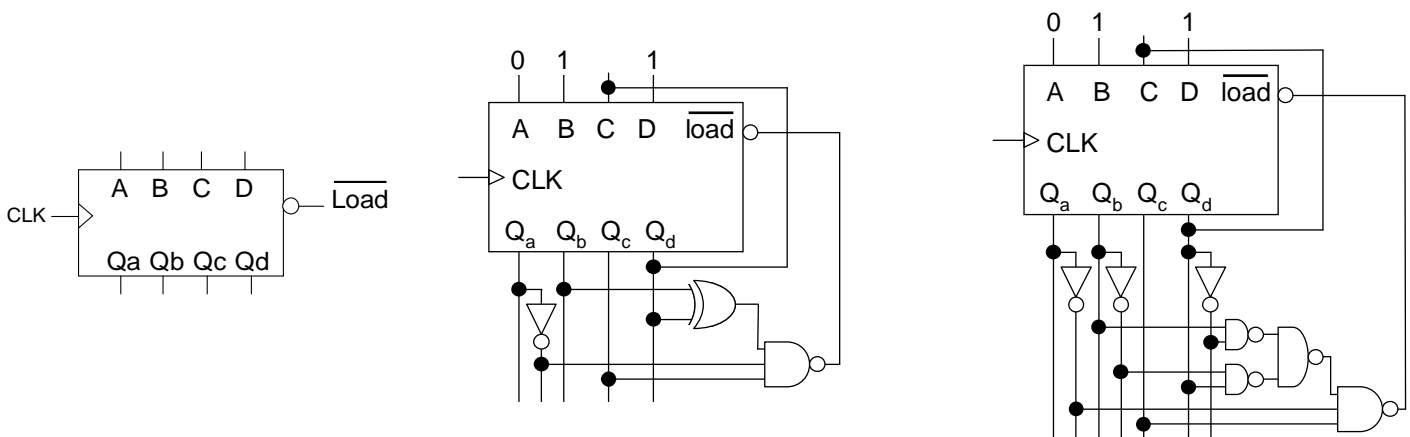 A B C D
CLK
Load
Qa Qb Qc Qd
0 1 1
A B C D load
CLK
Qa Qb Qc Qd
0 1 1
A B C D load
CLK
Qa Qb Qc Qd